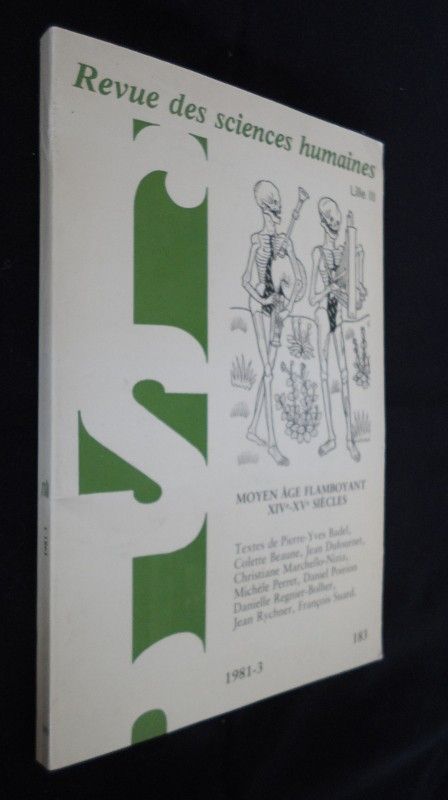 Revue des sciences humaines
Lille III
MOYEN ÂGE FLAMBOYANT
XIVe-XVe SIÈCLES
Textes de Pierre-Yves Badel,
Colette Beaune, Jean Dufournet,
Christiane Marchello-Nizia,
Michèle Perret, Daniel Poirion
Danielle Regnier-Bolher,
Jean Rychner, François Suard.
183
1981-3